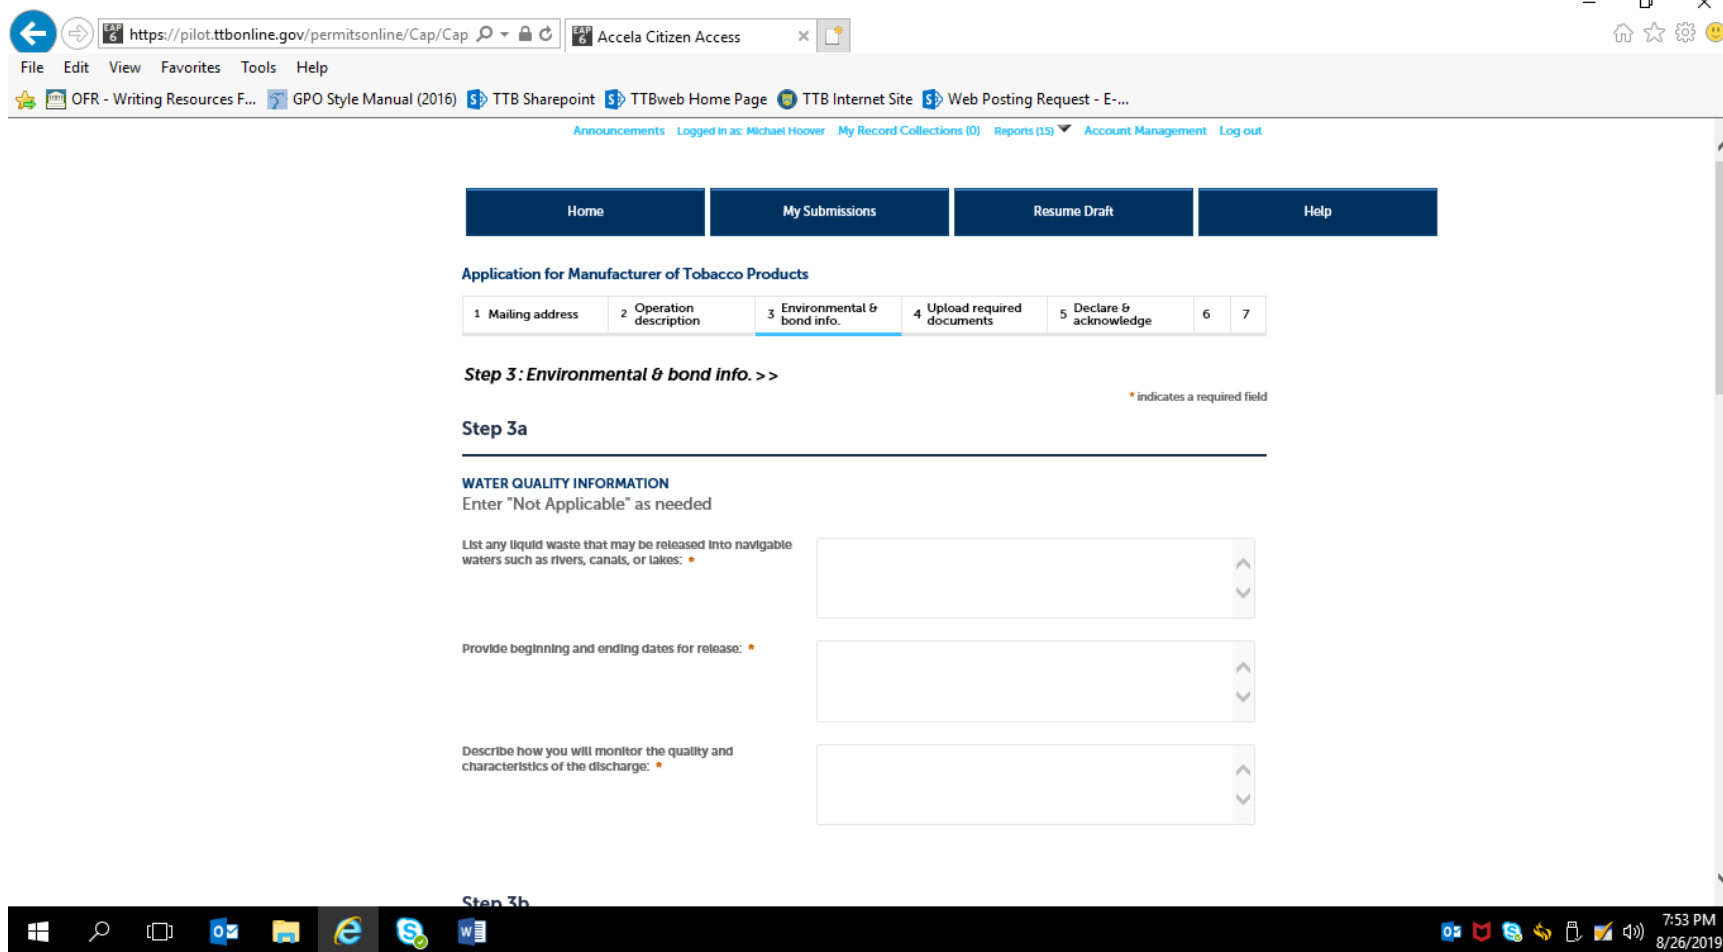 https://pilot.ttbonline.gov/permitsonline/Cap/Cap
EAP 6 Accela Citizen Access
File Edit View Favorites Tools Help
OFR - Writing Resources F... GPO Style Manual (2016) TTB Sharepoint TTBweb Home Page TTB Internet Site Web Posting Request - E-...
Announcements Logged in as: Michael Hoover My Record Collections (0) Reports (15) Account Management Log out
Home My Submissions Resume Draft Help
Application for Manufacturer of Tobacco Products
1 Mailing address 2 Operation description 3 Environmental & bond info. 4 Upload required documents 5 Declare & acknowledge 6 7
Step 3: Environmental & bond info. >>
* indicates a required field
Step 3a
WATER QUALITY INFORMATION
Enter "Not Applicable" as needed
List any liquid waste that may be released into navigable
waters such as rivers, canals, or lakes: *
Provide beginning and ending dates for release: *
Describe how you will monitor the quality and
characteristics of the discharge: *
Step 3b
7:53 PM
8/26/2019